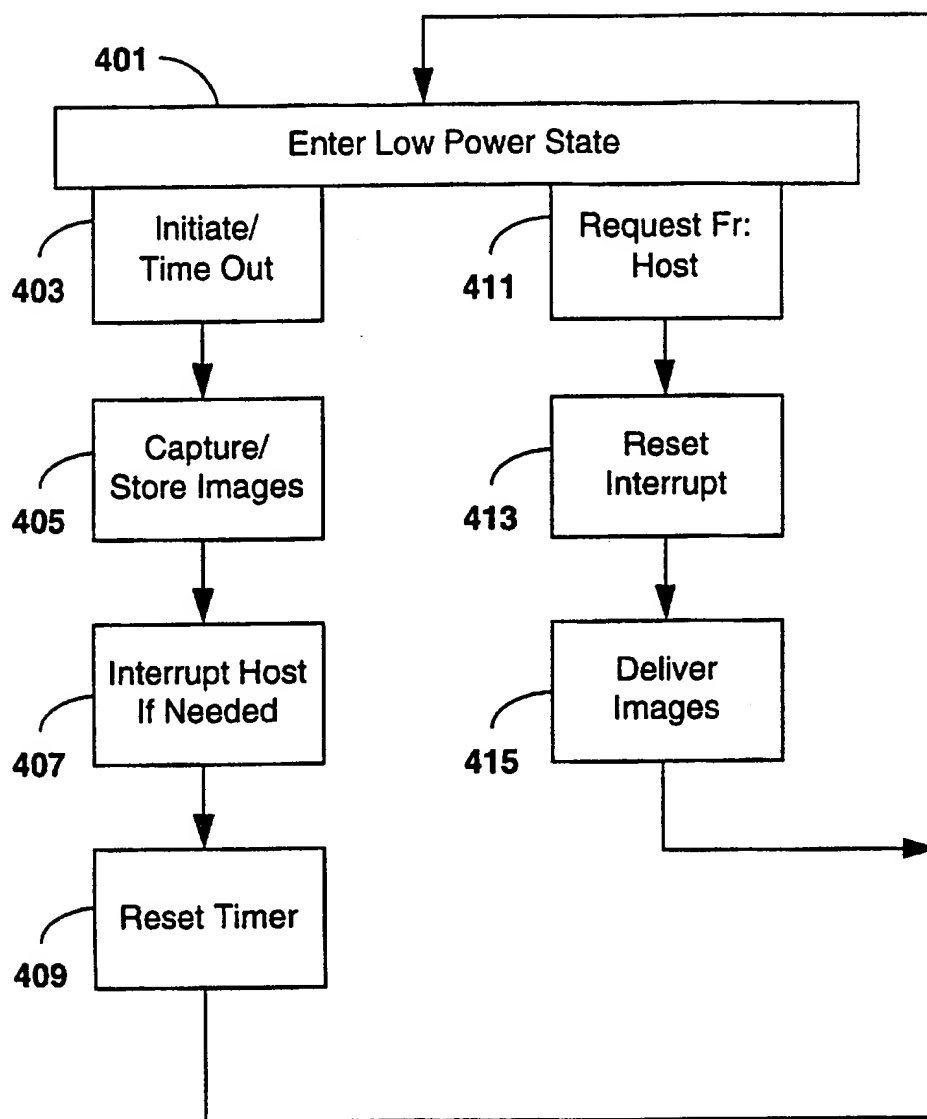 401
Enter Low Power State
403
Initiate/
Time Out
405
Capture/
Store Images
407
Interrupt Host
If Needed
409
Reset Timer
411
Request Fr:
Host
413
Reset
Interrupt
415
Deliver
Images